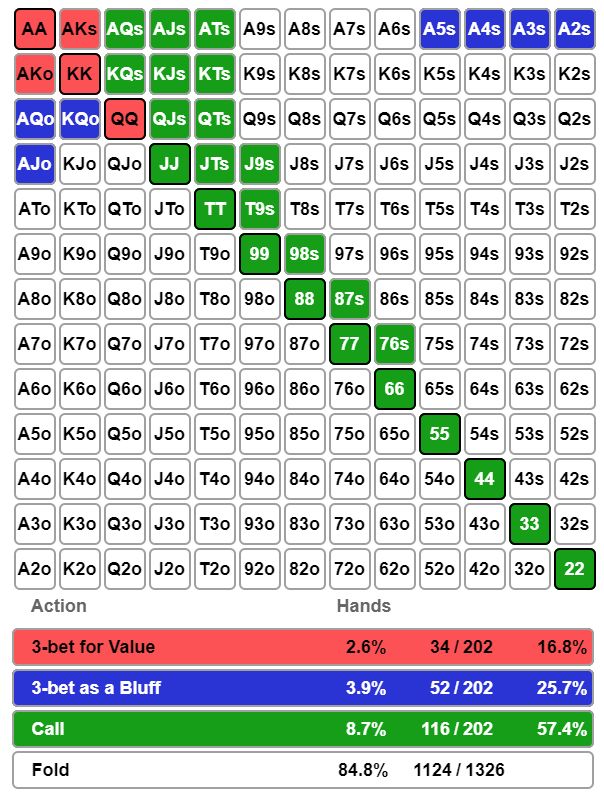 AA AKs AQs AJs ATs A9s A8s A7s A6s A5s A4s A3s A2s
AKo KK KQs KJs KTs K9s K8s K7s K6s K5s K4s K3s K2s
AQo KQo QQ QJs QTs Q9s Q8s Q7s Q6s Q5s Q4s Q3s Q2s
AJo KJo QJo JJ JTs J9s J8s J7s J6s J5s J4s J3s J2s
ATo KTo QTo JTo TT T9s T8s T7s T6s T5s T4s T3s T2s
A9o K9o Q9o J9o T9o 99 98s 97s 96s 95s 94s 93s 92s
A8o K8o Q8o J8o T8o 98o 88 87s 86s 85s 84s 83s 82s
A7o K7o Q7o J7o T7o 97o 87o 77 76s 75s 74s 73s 72s
A6o K6o Q6o J6o T6o 96o 86o 76o 66 65s 64s 63s 62s
A5o K5o Q5o J5o T5o 95o 85o 75o 65o 55 54s 53s 52s
A4o K4o Q4o J4o T4o 94o 84o 74o 64o 54o 44 43s 42s
A3o K3o Q3o J3o T3o 93o 83o 73o 63o 53o 43o 33 32s
A2o K2o Q2o J2o T2o 92o 82o 72o 62o 52o 42o 32o 22
Action Hands
3-bet for Value 2.6% 34 / 202 16.8%
3-bet as a Bluff 3.9% 52 / 202 25.7%
Call 8.7% 116 / 202 57.4%
Fold 84.8% 1124 / 1326